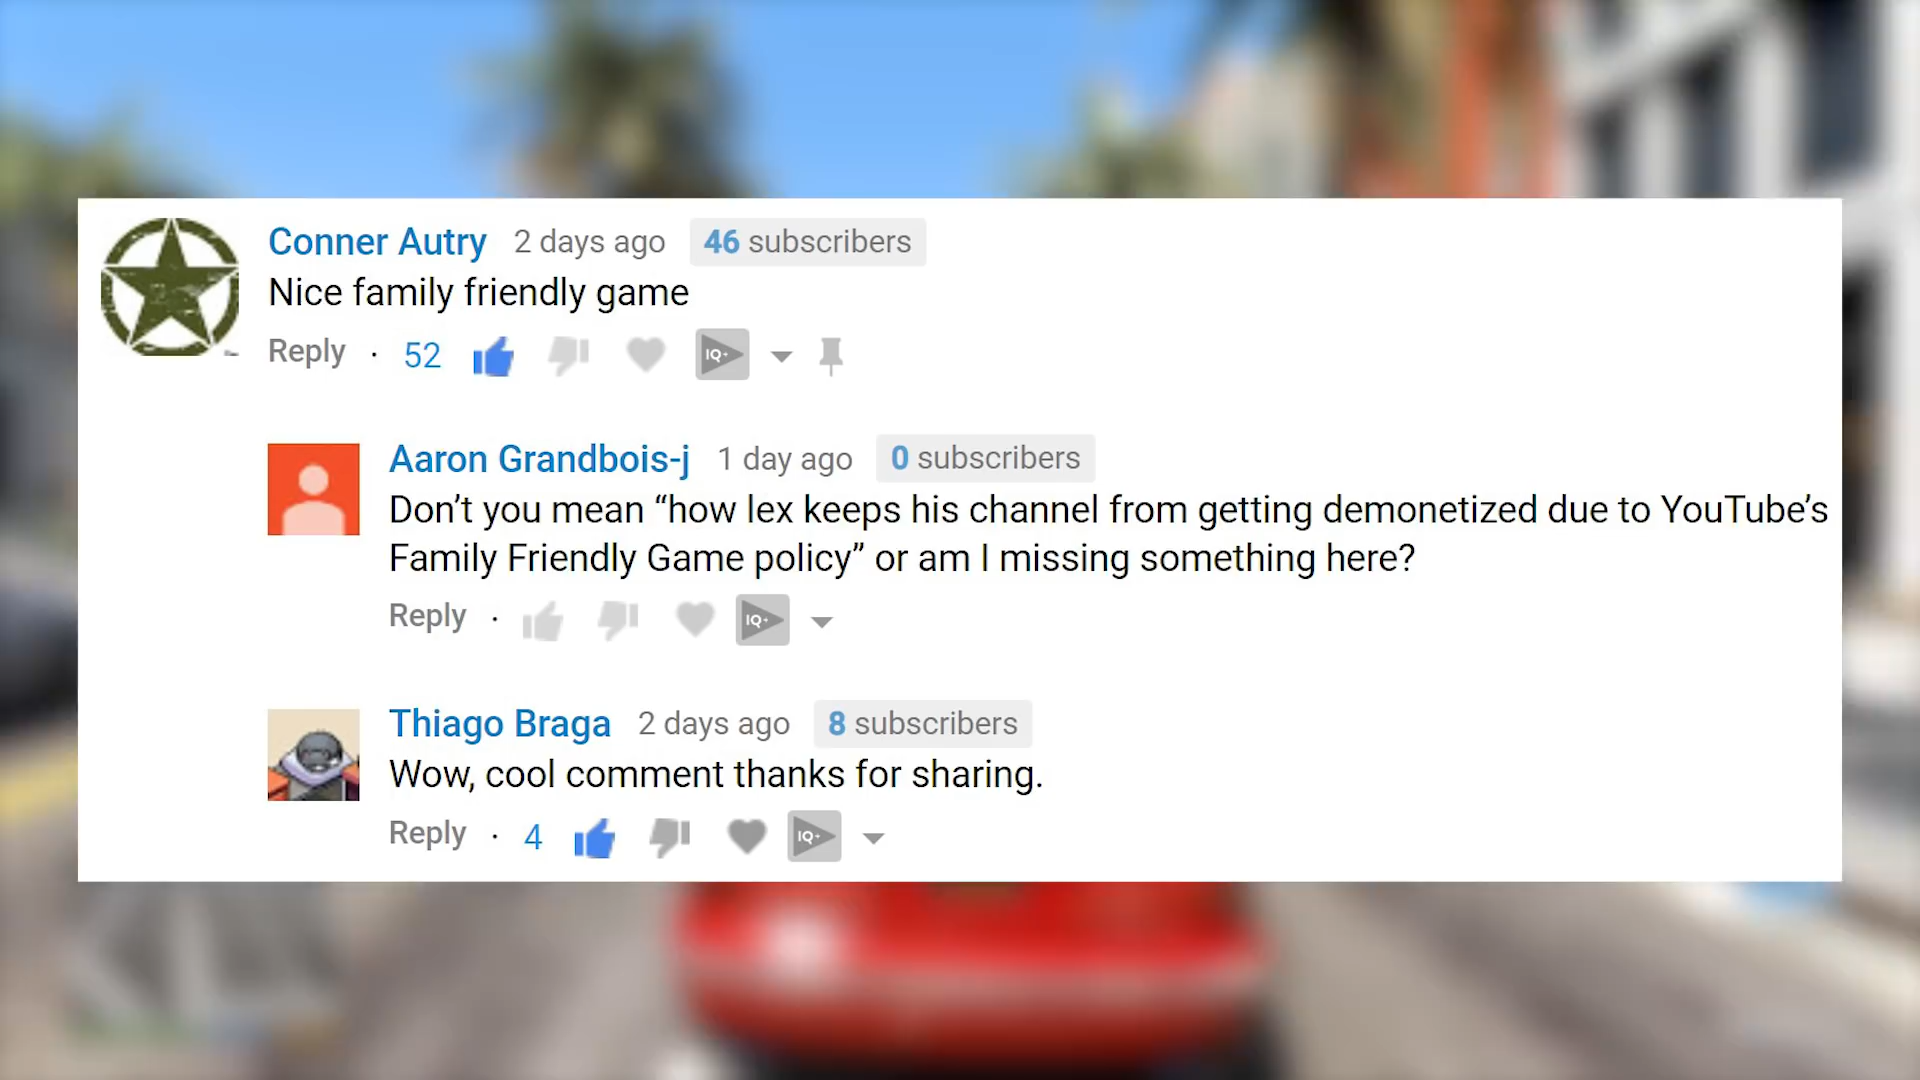 Conner Autry 2 days ago 46 subscribers
Nice family friendly game
Reply · 52 IQ+
Aaron Grandbois-j 1 day ago 0 subscribers
Don’t you mean “how lex keeps his channel from getting demonetized due to YouTube’s
Family Friendly Game policy” or am I missing something here?
Reply · IQ+
Thiago Braga 2 days ago 8 subscribers
Wow, cool comment thanks for sharing.
Reply · 4 IQ+